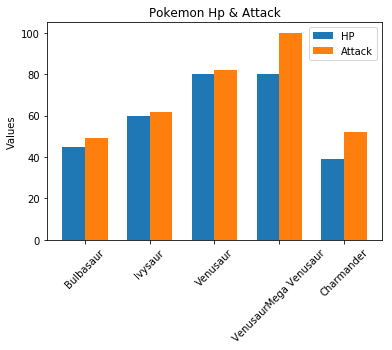 Pokemon Hp & Attack
HP
Attack
Values
100
80
60
40
20
0
Bulbasaur
Ivysaur
Venusaur
VenusaurMega Venusaur
Charmander